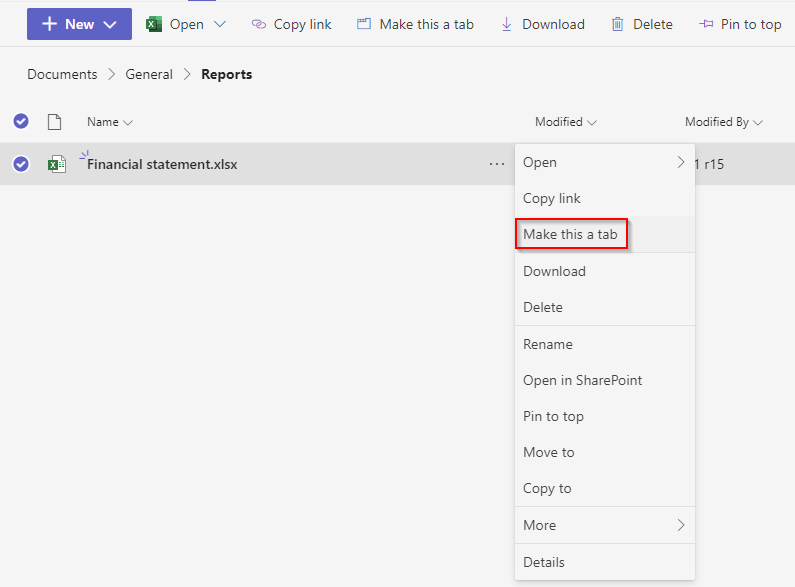 New Open Copy link Make this a tab Download Delete Pin to top
Documents General Reports
Name Modified Modified By
Financial statement.xlsx ··· 1 r15
Open
Copy link
Make this a tab
Download
Delete
Rename
Open in SharePoint
Pin to top
Move to
Copy to
More
Details